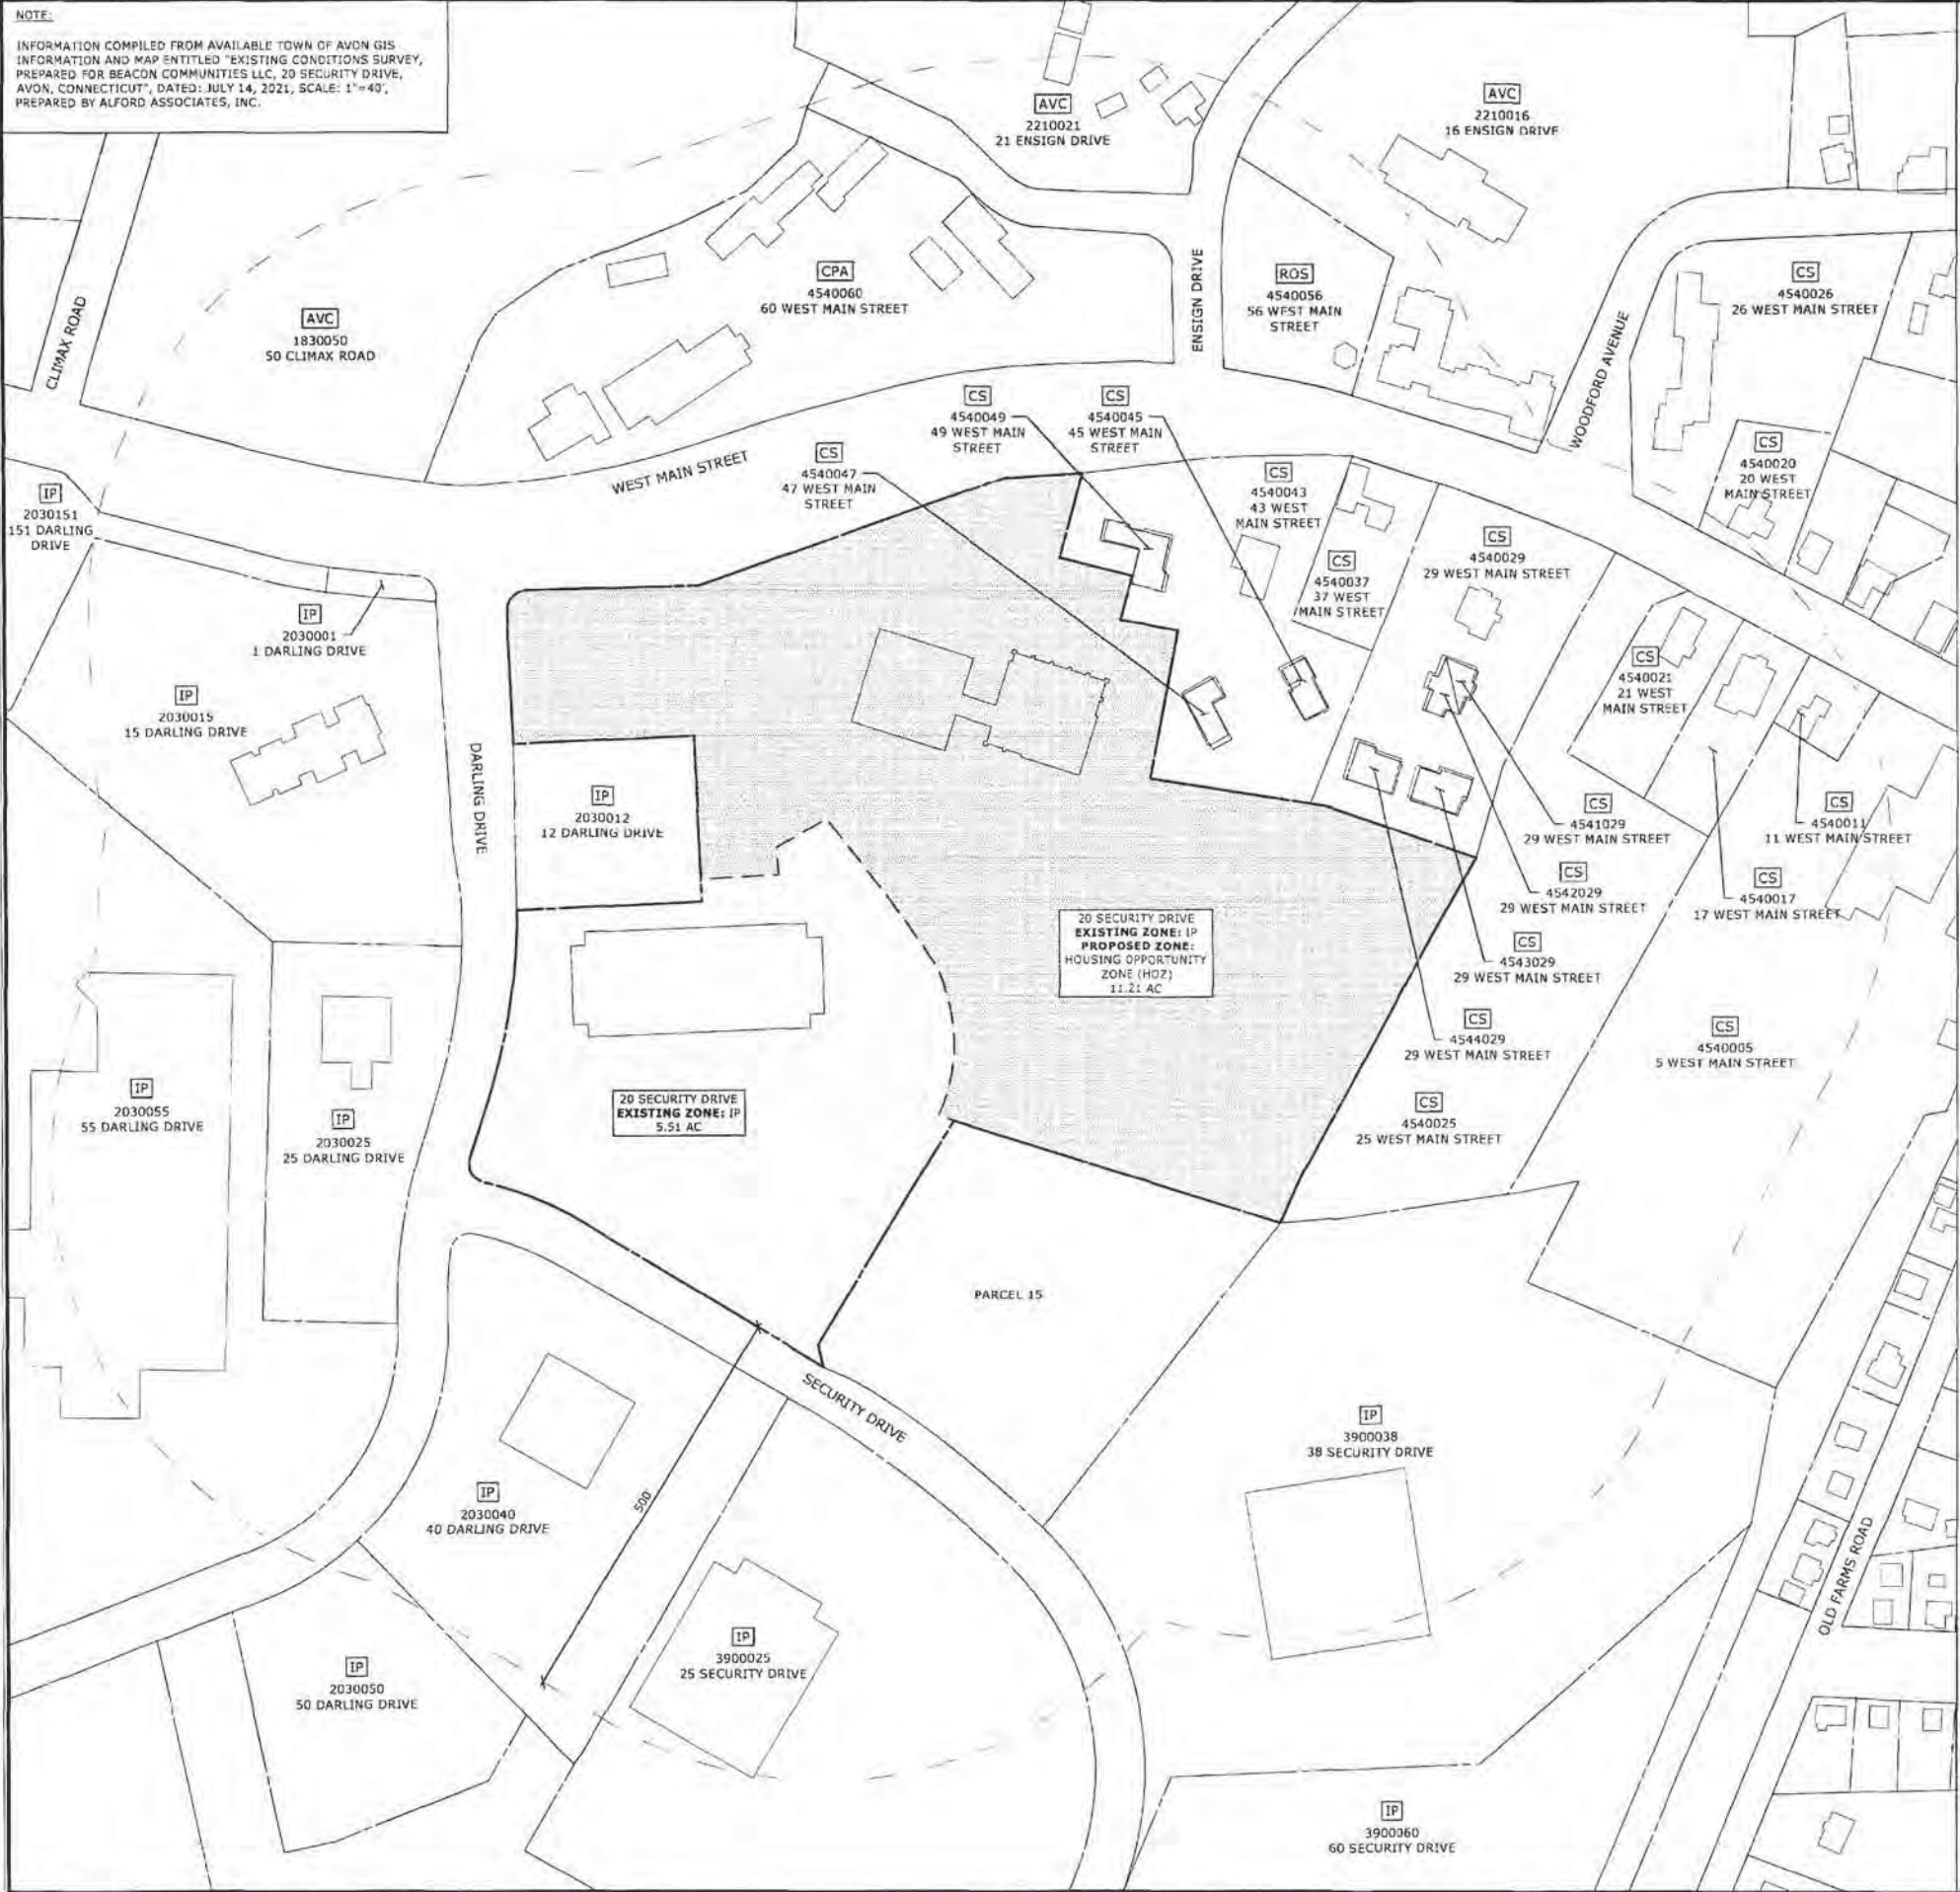 NOTE:
INFORMATION COMPILED FROM AVAILABLE TOWN OF AVON GIS
INFORMATION AND MAP ENTITLED "EXISTING CONDITIONS SURVEY,
PREPARED FOR BEACON COMMUNITIES LLC, 20 SECURITY DRIVE,
AVON, CONNECTICUT", DATED: JULY 14, 2021, SCALE: 1"=40',
PREPARED BY ALFORD ASSOCIATES, INC.
AVC
2210021
21 ENSIGN DRIVE
AVC
2210016
16 ENSIGN DRIVE
CLIMAX ROAD
AVC
1830050
50 CLIMAX ROAD
CPA
4540060
60 WEST MAIN STREET
ENSIGN DRIVE
ROS
4540056
56 WEST MAIN
STREET
WOODFORD AVENUE
CS
4540026
26 WEST MAIN STREET
WEST MAIN STREET
CS
4540049
49 WEST MAIN
STREET
CS
4540045
45 WEST MAIN
STREET
CS
4540047
47 WEST MAIN
STREET
CS
4540043
43 WEST
MAIN STREET
CS
4540037
37 WEST
MAIN STREET
CS
4540029
29 WEST MAIN STREET
CS
4540020
20 WEST
MAIN STREET
IP
2030151
151 DARLING
DRIVE
IP
2030001
1 DARLING DRIVE
IP
2030015
15 DARLING DRIVE
DARLING DRIVE
IP
2030012
12 DARLING DRIVE
CS
4540021
21 WEST
MAIN STREET
CS
4541029
29 WEST MAIN STREET
CS
4540011
11 WEST MAIN STREET
CS
4542029
29 WEST MAIN STREET
CS
4540017
17 WEST MAIN STREET
20 SECURITY DRIVE
EXISTING ZONE: IP
PROPOSED ZONE:
HOUSING OPPORTUNITY
ZONE (HOZ)
11.21 AC
CS
4543029
29 WEST MAIN STREET
CS
4544029
29 WEST MAIN STREET
CS
4540005
5 WEST MAIN STREET
CS
4540025
25 WEST MAIN STREET
20 SECURITY DRIVE
EXISTING ZONE: IP
5.51 AC
IP
2030055
55 DARLING DRIVE
IP
2030025
25 DARLING DRIVE
PARCEL 15
SECURITY DRIVE
IP
3900038
38 SECURITY DRIVE
IP
2030040
40 DARLING DRIVE
500'
OLD FARMS ROAD
IP
3900025
25 SECURITY DRIVE
IP
2030050
50 DARLING DRIVE
IP
3900060
60 SECURITY DRIVE